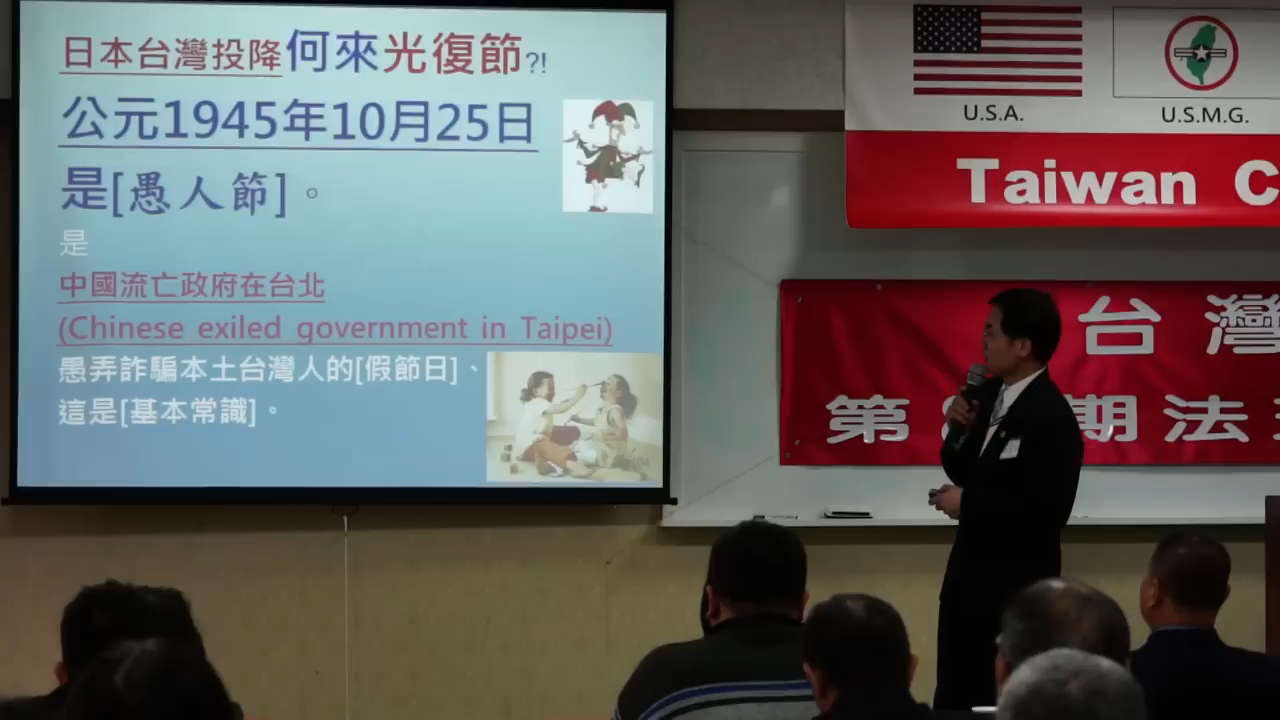 日本台灣投降何來光復節?!
公元1945年10月25日
是[愚人節]。
是
中國流亡政府在台北
(Chinese exiled government in Taipei)
愚弄詐騙本土台灣人的[假節日]、
這是[基本常識]。
U.S.A.
U.S.M.G.
Taiwan C
台灣
第
期法